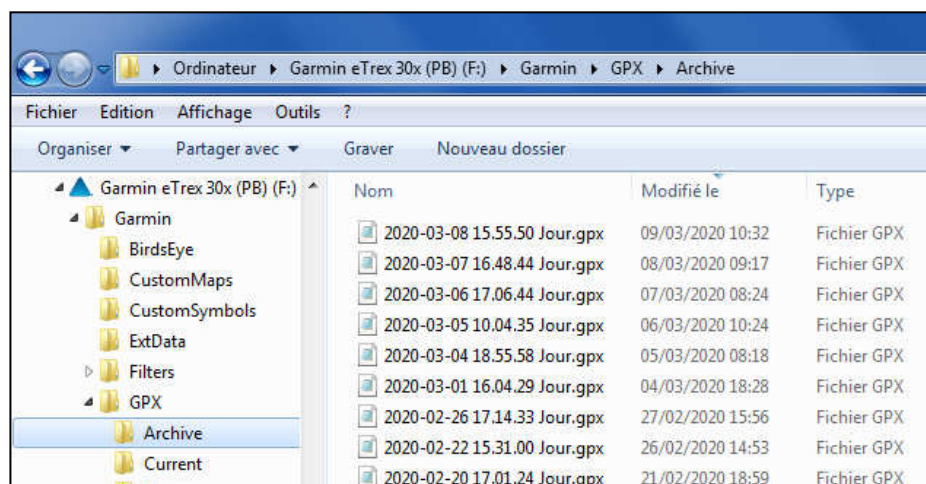 Ordinateur Garmin eTrex 30x (PB) (F:) Garmin GPX Archive
Fichier Edition Affichage Outils ?
Organiser Partager avec Graver Nouveau dossier
Garmin eTrex 30x (PB) (F:)
Garmin
BirdsEye
CustomMaps
CustomSymbols
ExtData
Filters
GPX
Archive
Current
Nom Modifié le Type
2020-03-08 15.55.50 Jour.gpx 09/03/2020 10:32 Fichier GPX
2020-03-07 16.48.44 Jour.gpx 08/03/2020 09:17 Fichier GPX
2020-03-06 17.06.44 Jour.gpx 07/03/2020 08:24 Fichier GPX
2020-03-05 10.04.35 Jour.gpx 06/03/2020 10:24 Fichier GPX
2020-03-04 18.55.58 Jour.gpx 05/03/2020 08:18 Fichier GPX
2020-03-01 16.04.29 Jour.gpx 04/03/2020 18:28 Fichier GPX
2020-02-26 17.14.33 Jour.gpx 27/02/2020 15:56 Fichier GPX
2020-02-22 15.31.00 Jour.gpx 26/02/2020 14:53 Fichier GPX
2020-02-20 17.01.24 Jour.gpx 21/02/2020 18:59 Fichier GPX